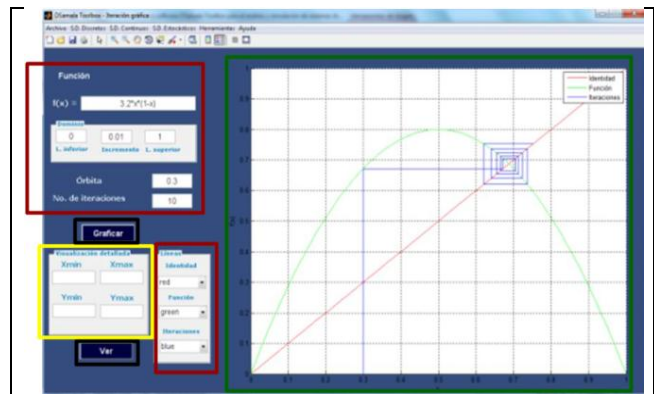 DSamala Toolbox - Iteración gráfica
Archivo S.D. Discretos S.D. Continuos S.D. Estocásticos Herramientas Ayuda
Función
f(x) = 3.2*x*(1-x)
Dominio
0 0.01 1
L. inferior Incremento L. superior
Órbita 0.3
No. de iteraciones 10
Graficar
Visualización detallada
Xmin Xmax
Ymin Ymax
Ver
Líneas
Identidad
red
Función
green
Iteraciones
blue
Identidad
Función
Iteraciones
1
0.9
0.8
0.7
0.6
0.5
0.4
0.3
0.2
0.1
0
f(x)
0 0.1 0.2 0.3 0.4 0.5 0.6 0.7 0.8 0.9 1